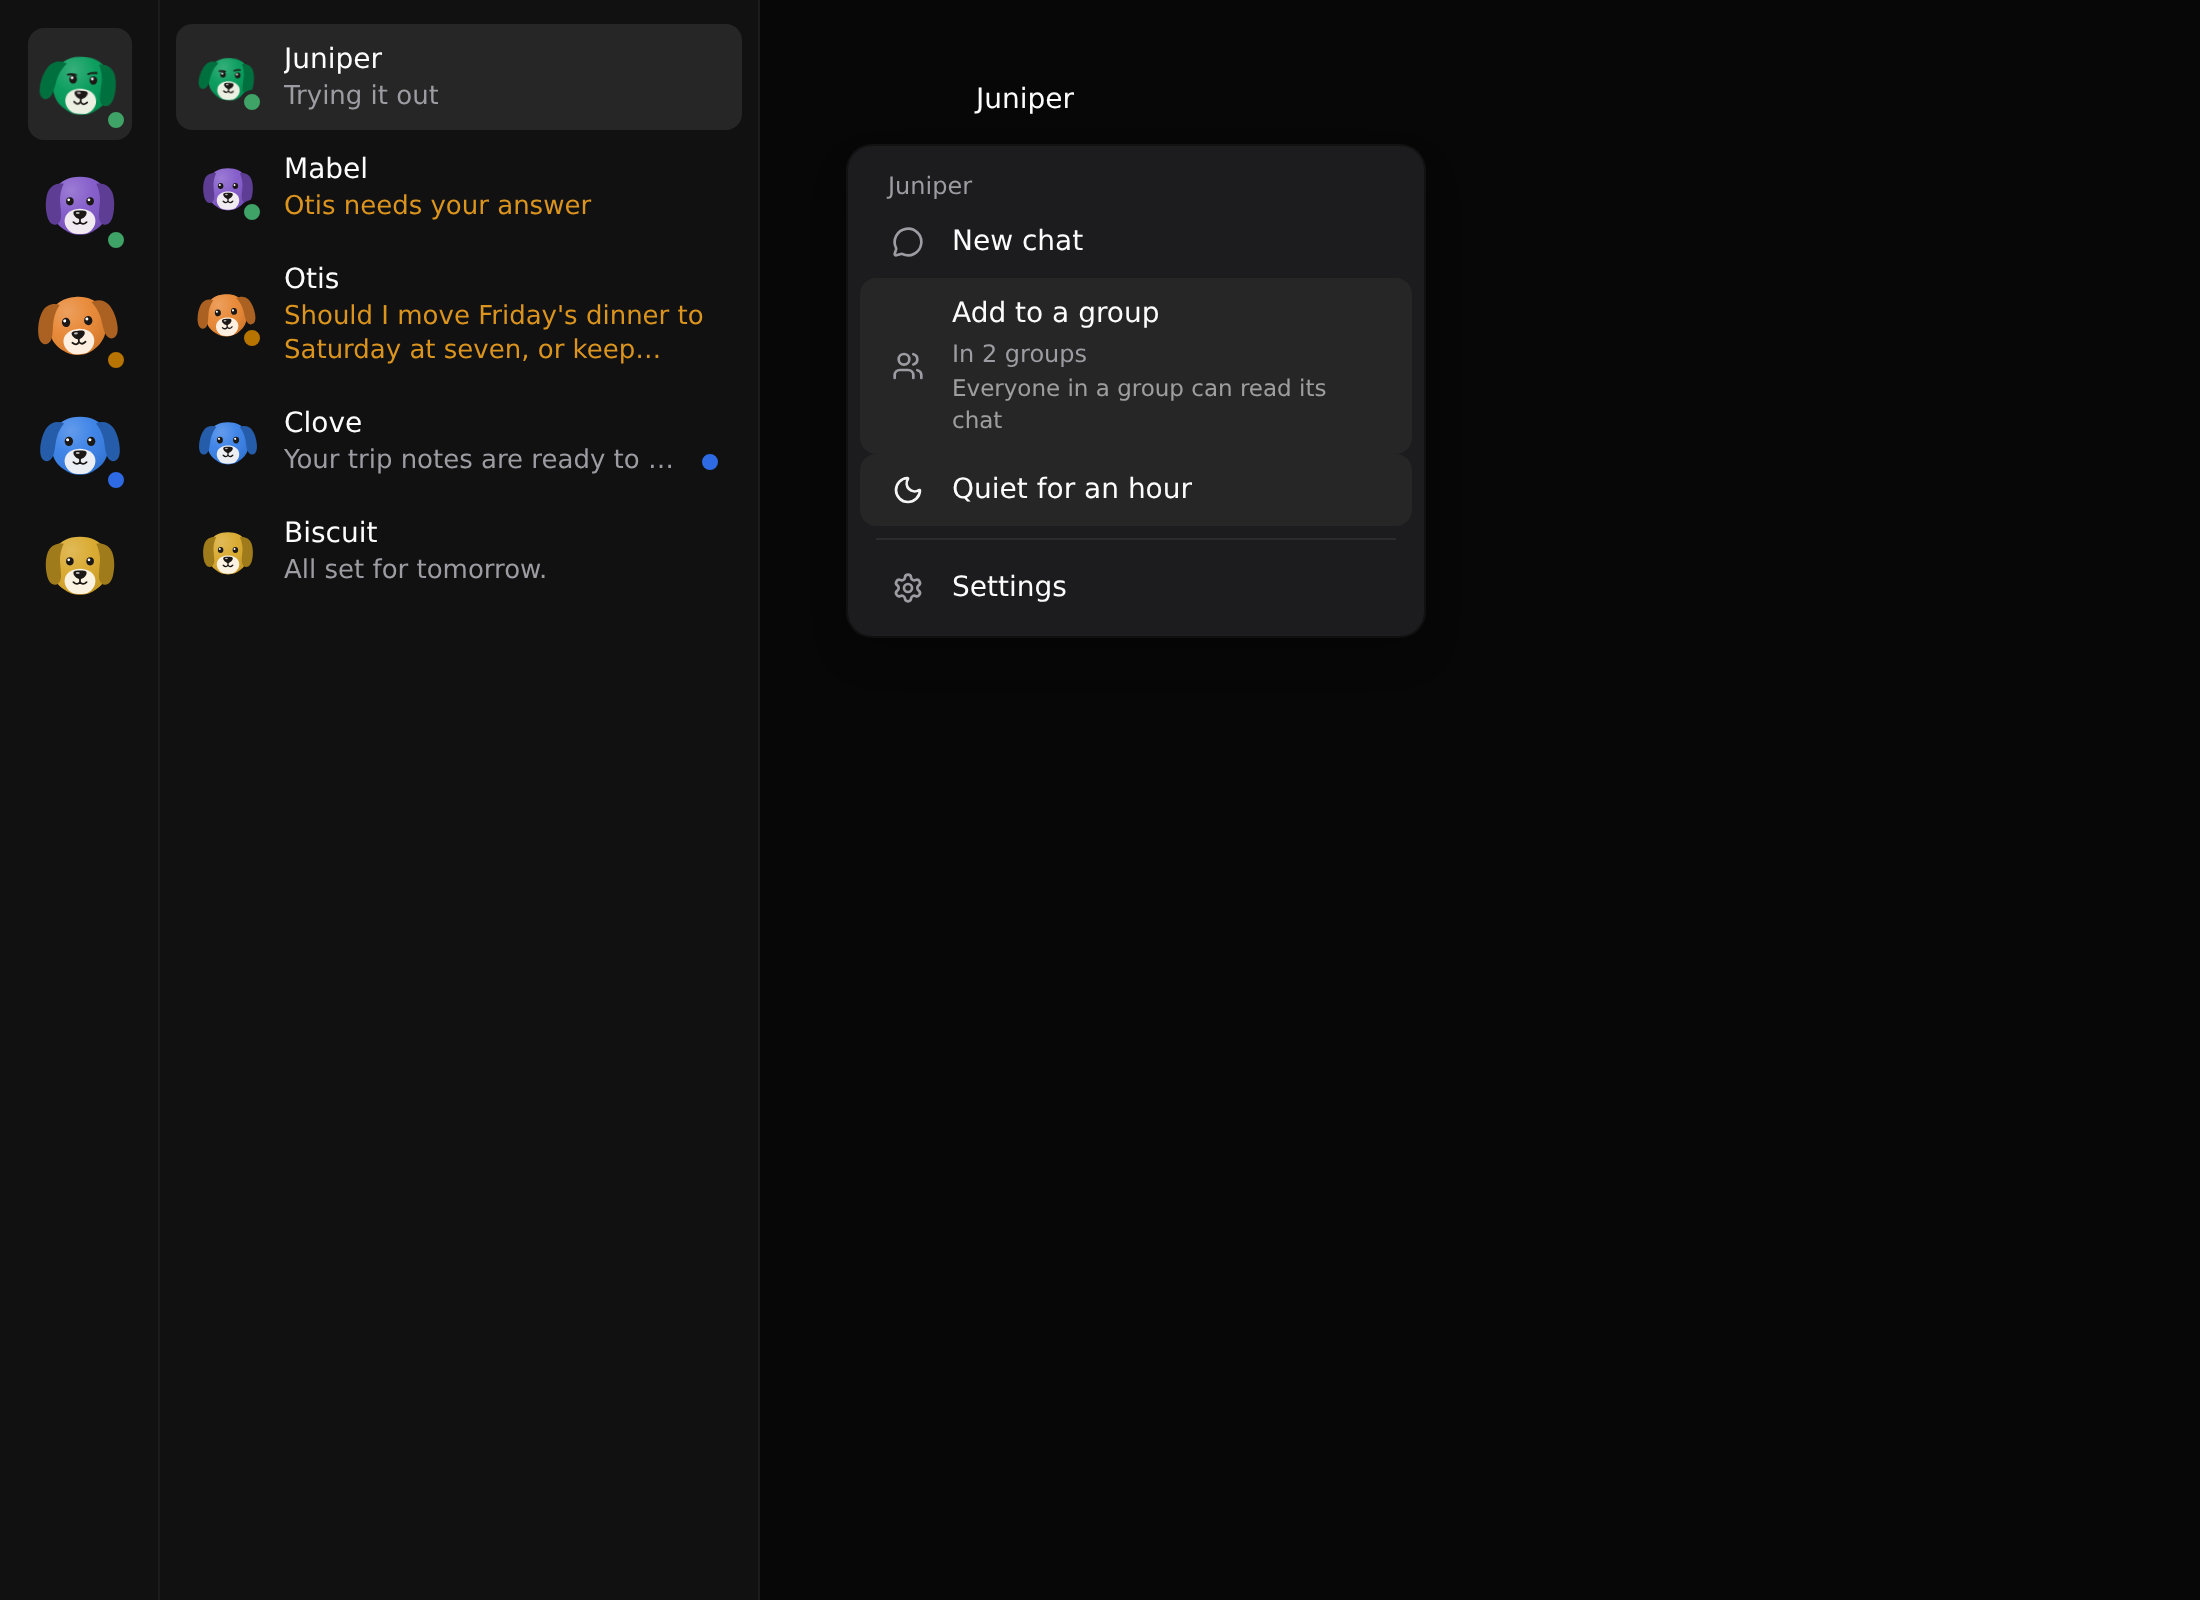 Juniper
Trying it out
Mabel
Otis needs your answer
Otis
Should I move Friday's dinner to
Saturday at seven, or keep…
Clove
Your trip notes are ready to …
Biscuit
All set for tomorrow.
Juniper
Juniper
New chat
Add to a group
In 2 groups
Everyone in a group can read its
chat
Quiet for an hour
Settings